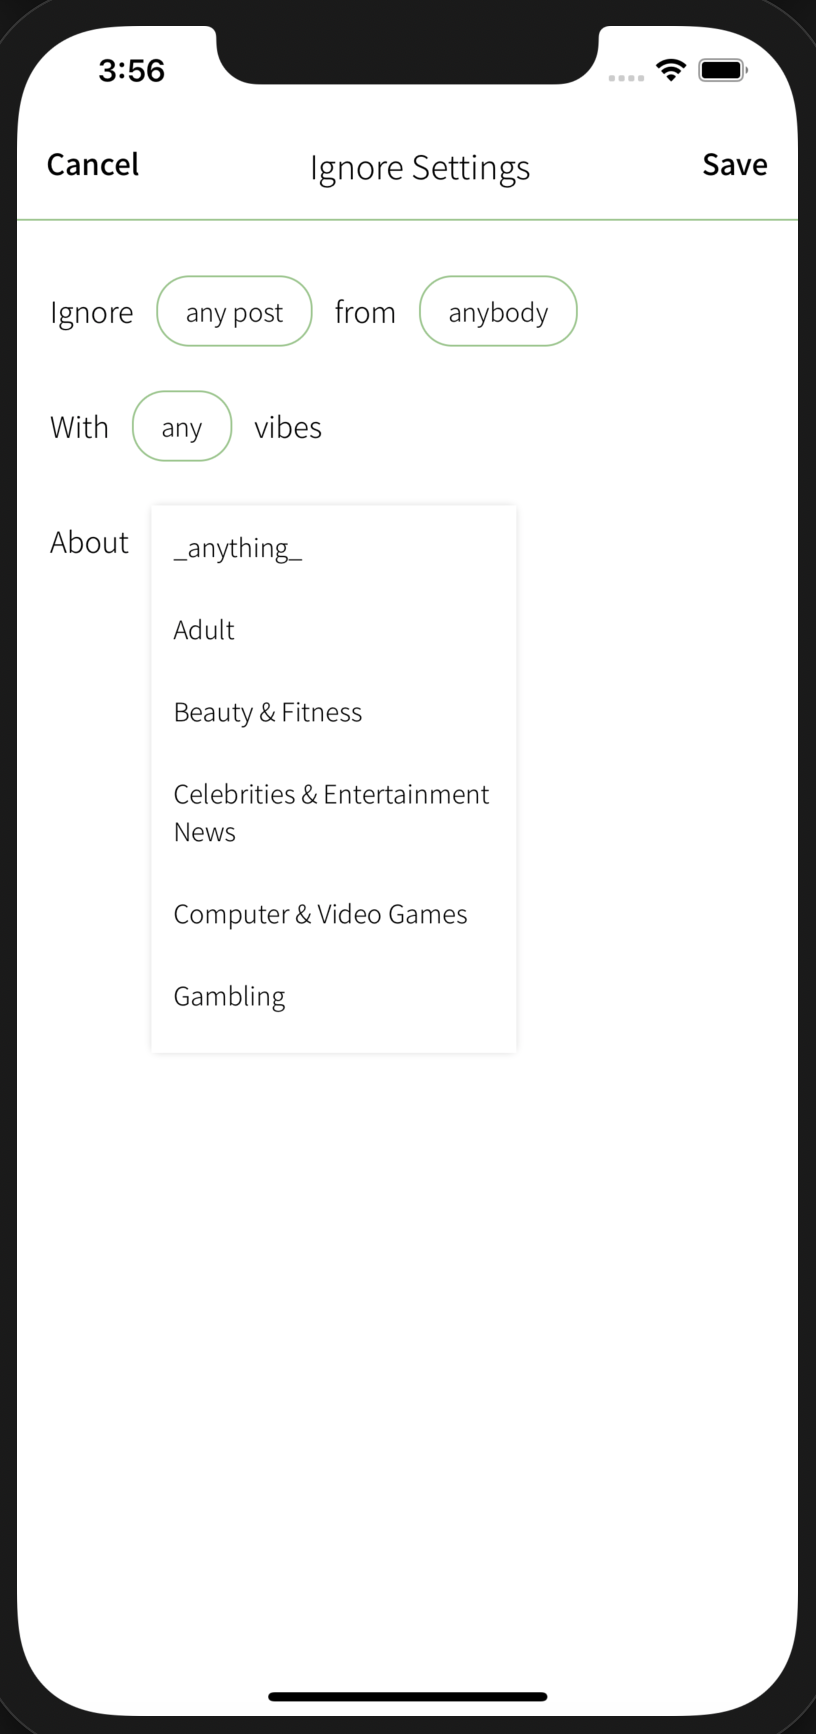 3:56
Cancel Ignore Settings Save
Ignore any post from anybody
With any vibes
About _anything_
Adult
Beauty & Fitness
Celebrities & Entertainment
News
Computer & Video Games
Gambling